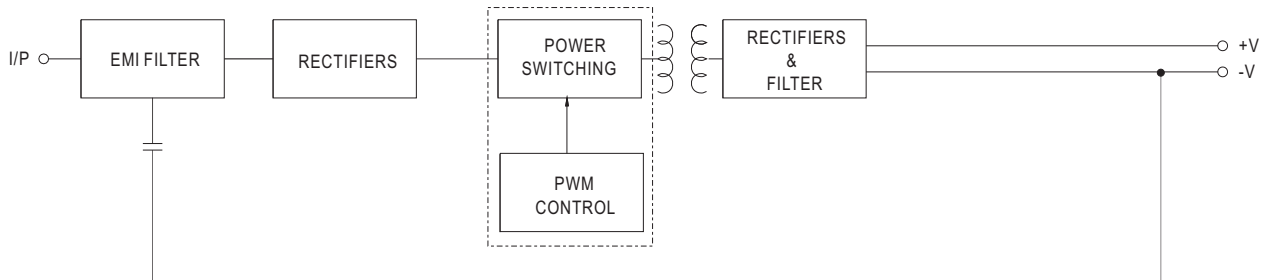 I/P
EMI FILTER
RECTIFIERS
POWER
SWITCHING
PWM
CONTROL
RECTIFIERS
&
FILTER
+V
-V